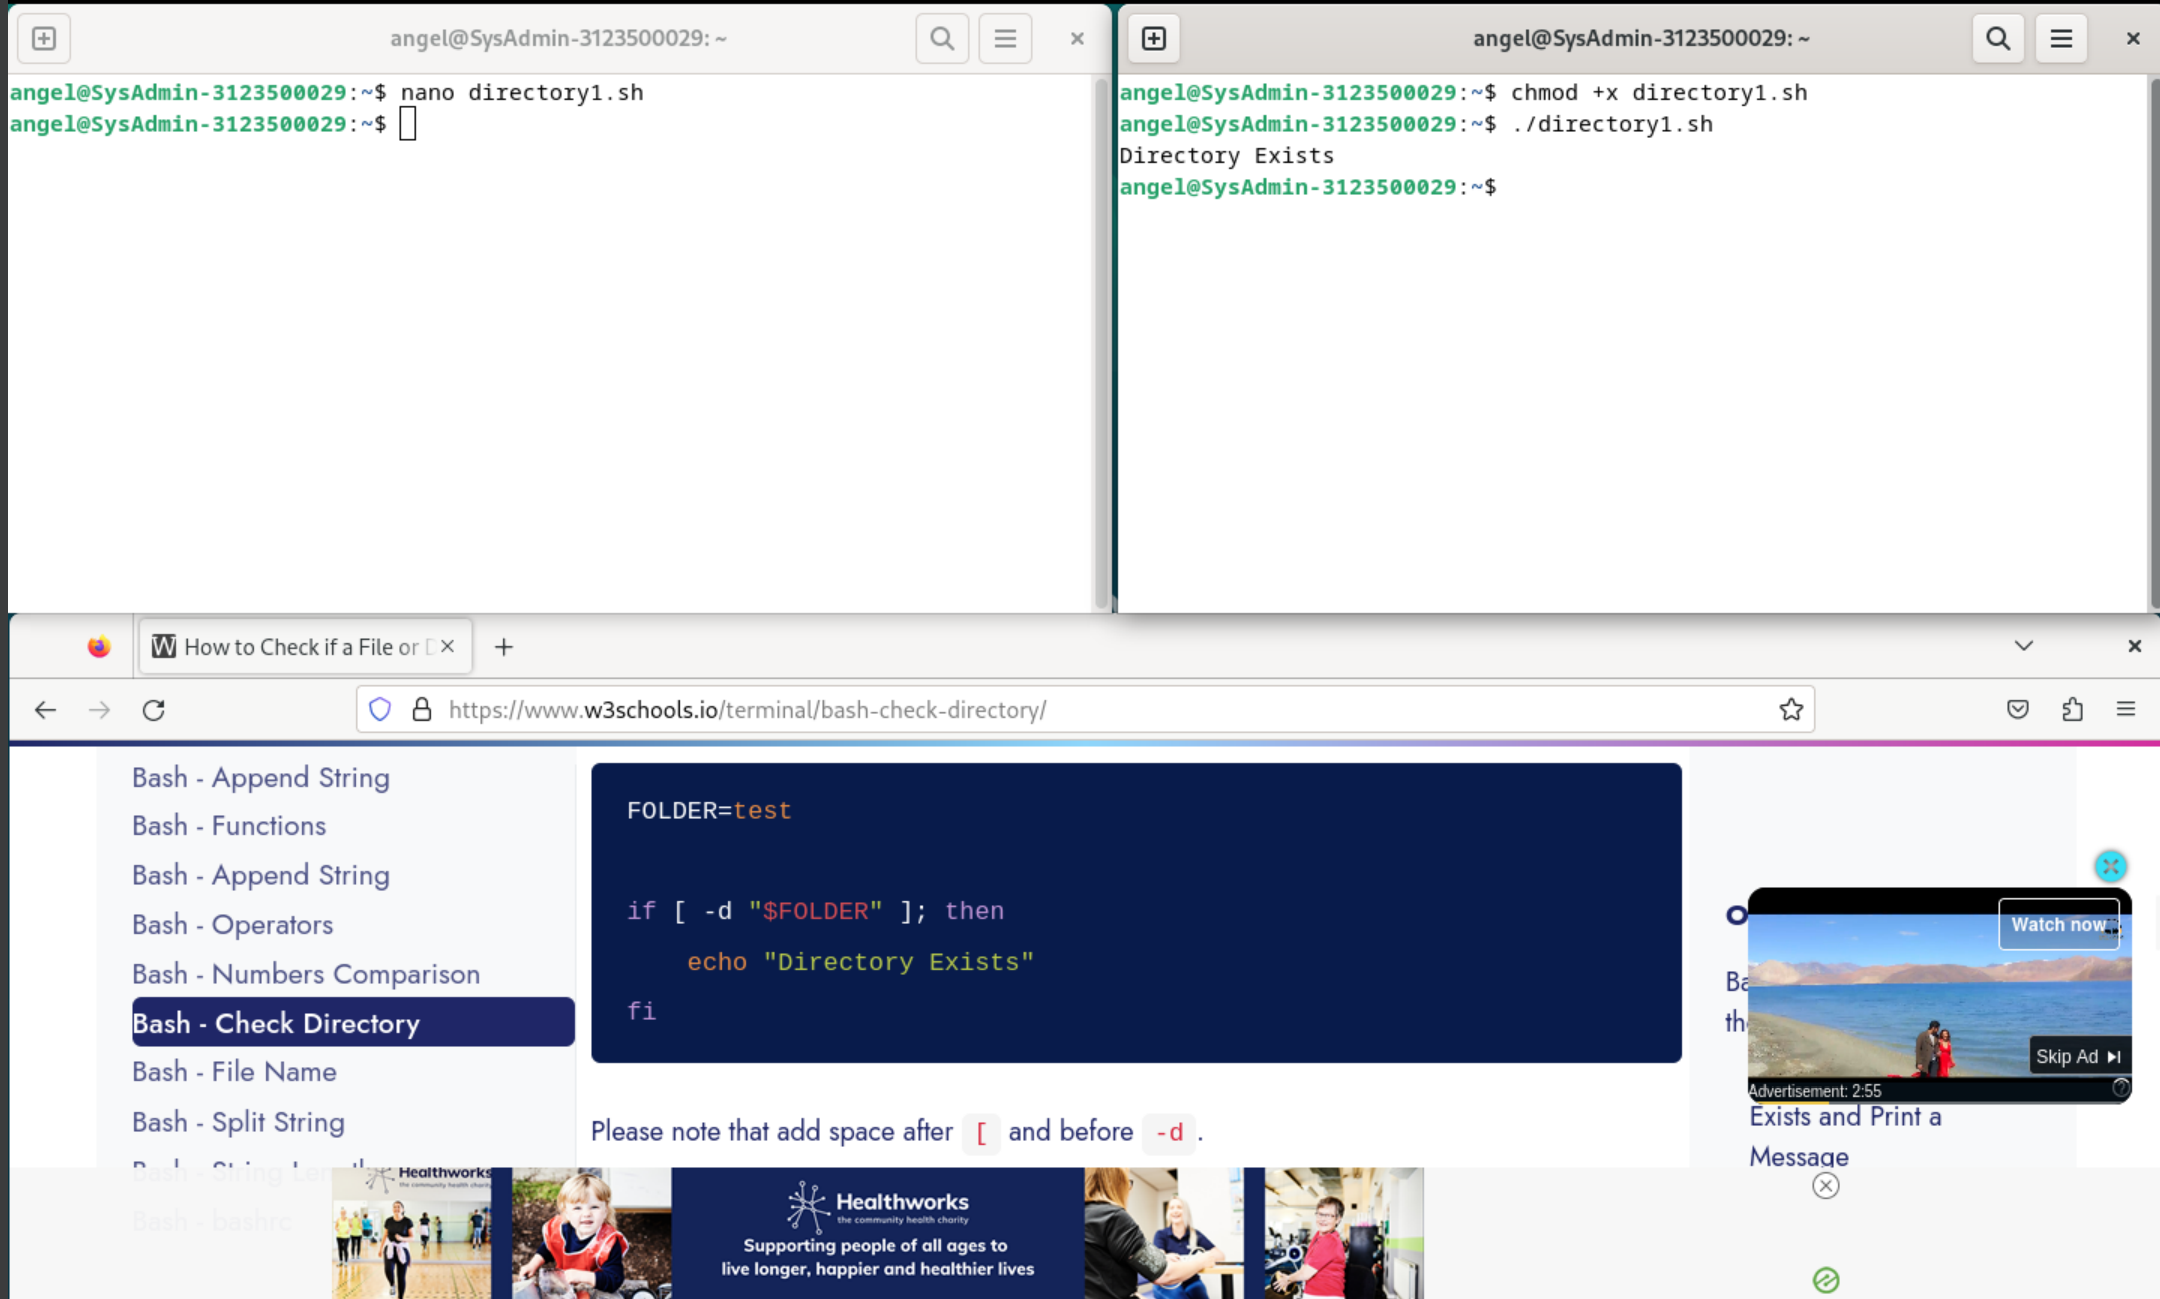 angel@SysAdmin-3123500029: ~
angel@SysAdmin-3123500029:~$ nano directory1.sh
angel@SysAdmin-3123500029:~$
angel@SysAdmin-3123500029: ~
angel@SysAdmin-3123500029:~$ chmod +x directory1.sh
angel@SysAdmin-3123500029:~$ ./directory1.sh
Directory Exists
angel@SysAdmin-3123500029:~$
How to Check if a File or D
https://www.w3schools.io/terminal/bash-check-directory/
Bash - Append String
Bash - Functions
Bash - Append String
Bash - Operators
Bash - Numbers Comparison
Bash - Check Directory
Bash - File Name
Bash - Split String
Bash - String Length
Bash - bashrc
FOLDER=test
if [ -d "$FOLDER" ]; then
echo "Directory Exists"
fi
Please note that add space after [ and before -d .
Watch now
Skip Ad
Advertisement: 2:55
Exists and Print a
Message
Healthworks
the community health charity
Healthworks
the community health charity
Supporting people of all ages to
live longer, happier and healthier lives